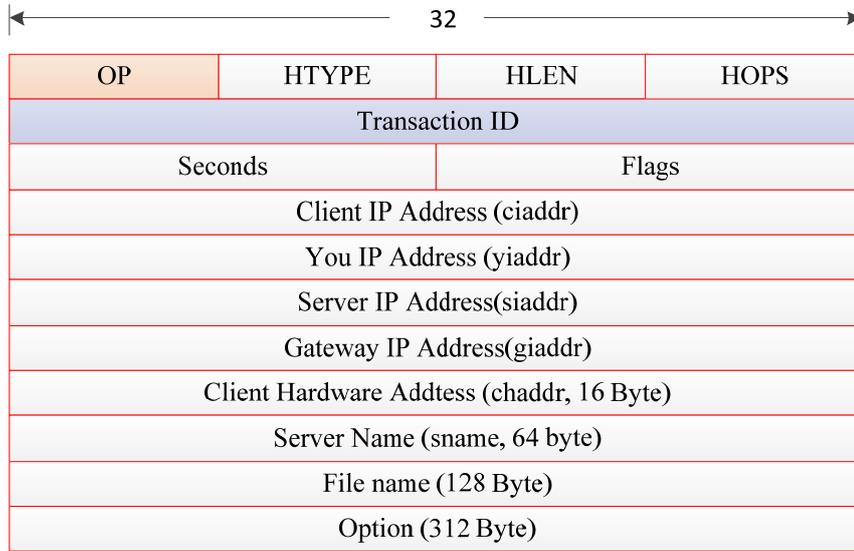 32
OP HTYPE HLEN HOPS
Transaction ID
Seconds Flags
Client IP Address (ciaddr)
You IP Address (yiaddr)
Server IP Address(siaddr)
Gateway IP Address(giaddr)
Client Hardware Addtess (chaddr, 16 Byte)
Server Name (sname, 64 byte)
File name (128 Byte)
Option (312 Byte)